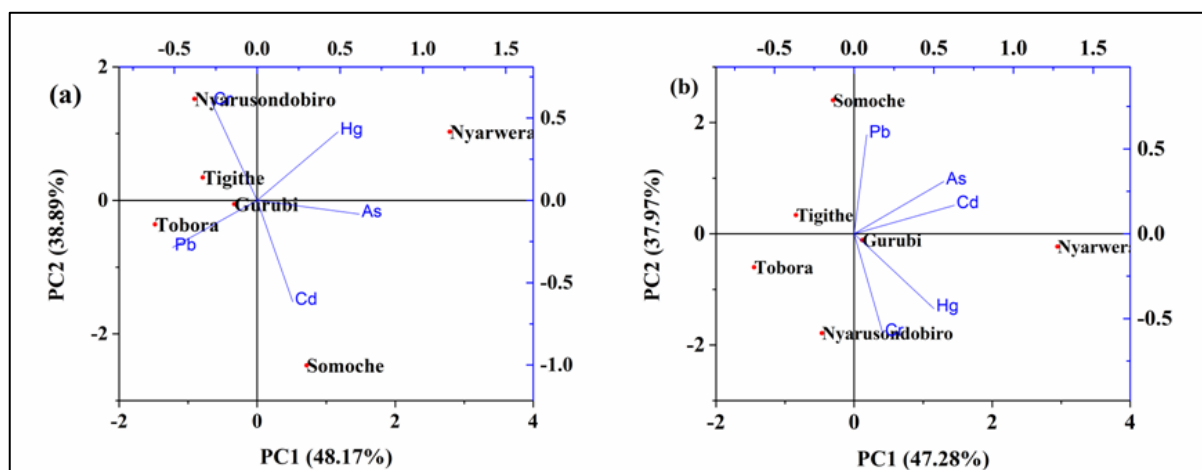 -0.5 0.0 0.5 1.0 1.5
(a)
2
Nyarusondobiro
Cr
0.5
Hg
Nyarwera
Tigithe
0
Gurubi
0.0
As
Tobora
Pb
-0.5
Cd
-2
Somoche
-1.0
-2 0 2 4
PC1 (48.17%)
PC2 (38.89%)
-0.5 0.0 0.5 1.0 1.5
(b)
Somoche
2
Pb
0.5
As
Cd
Tigithe
0
Gurubi
0.0
Nyarwera
Tobora
Hg
-0.5
Cr
Nyarusondobiro
-2
-2 0 2 4
PC1 (47.28%)
PC2 (37.97%)